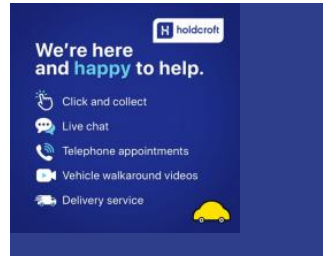 holdcroft
We're here
and happy to help.
Click and collect
Live chat
Telephone appointments
Vehicle walkaround videos
Delivery service